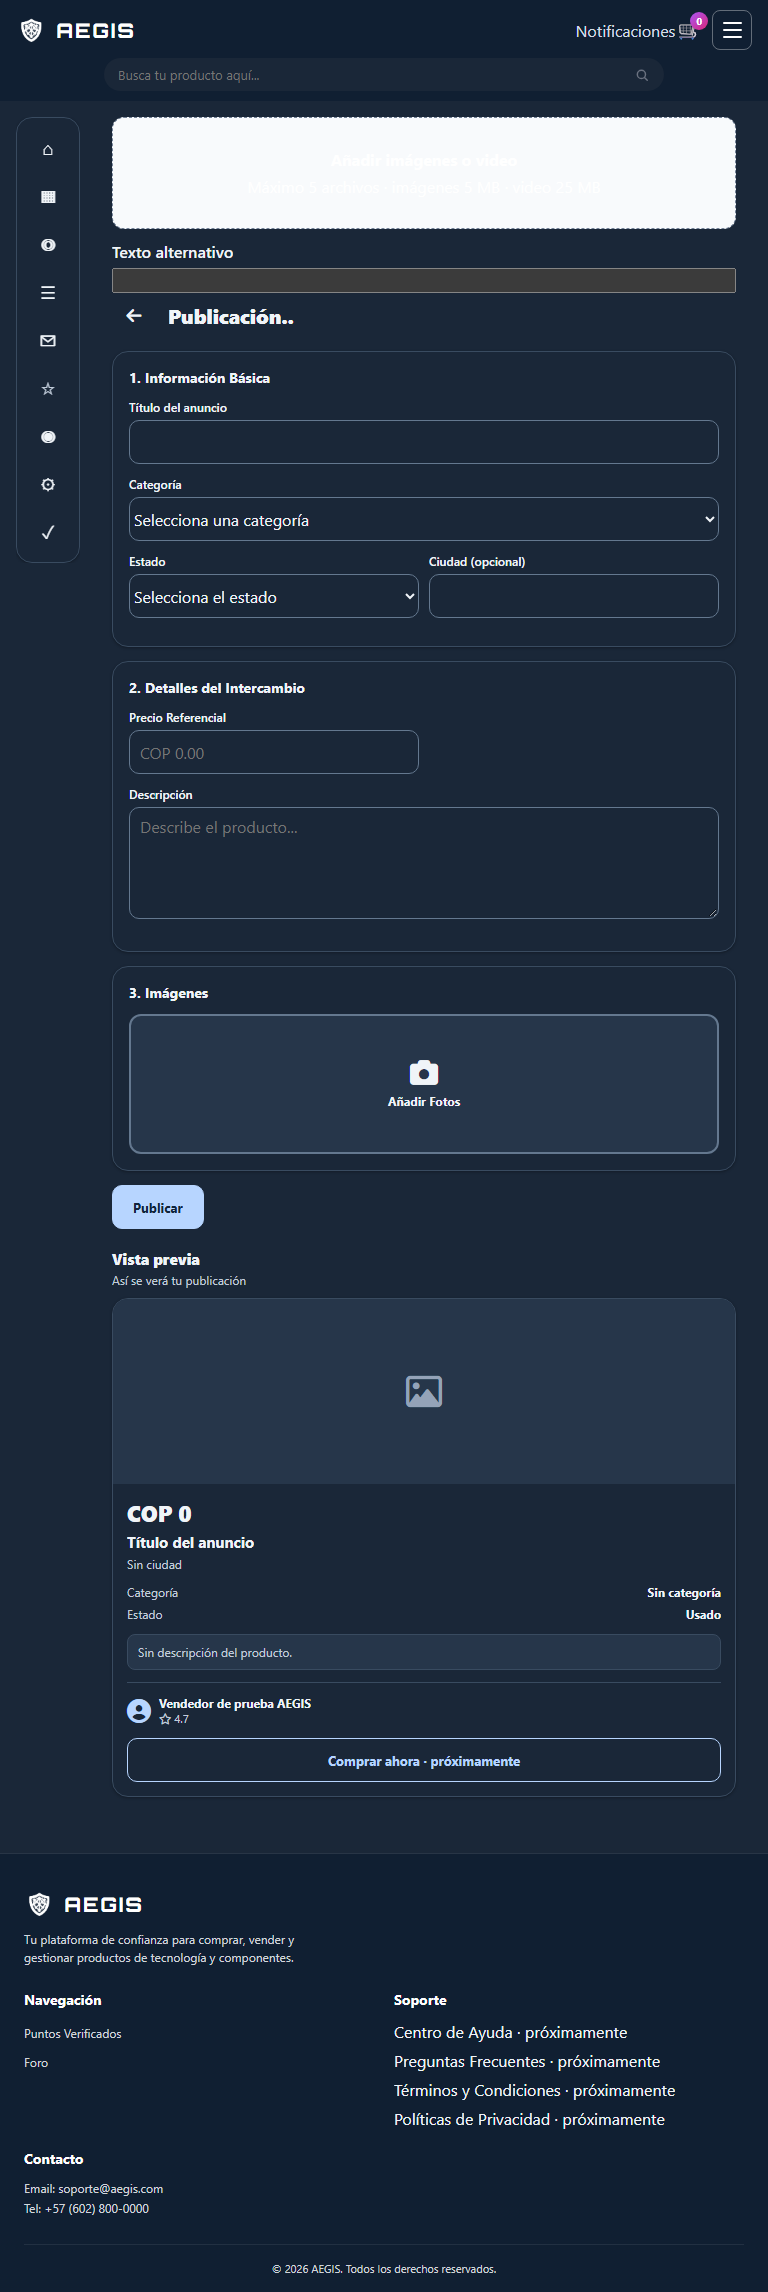 AEGIS
Notificaciones
0
Busca tu producto aquí...
Añadir imágenes o video
Texto alternativo
Publicación..
1. Información Básica
Título del anuncio
Categoría
Selecciona una categoría
Estado
Ciudad (opcional)
Selecciona el estado
2. Detalles del Intercambio
Precio Referencial
COP 0.00
Descripción
Describe el producto...
3. Imágenes
Añadir Fotos
Publicar
Vista previa
Así se verá tu publicación
COP 0
Título del anuncio
Sin ciudad
Categoría
Sin categoría
Estado
Usado
Sin descripción del producto.
Vendedor de prueba AEGIS
4.7
Comprar ahora · próximamente
AEGIS
Tu plataforma de confianza para comprar, vender y
gestionar productos de tecnología y componentes.
Navegación
Puntos Verificados
Foro
Soporte
Centro de Ayuda · próximamente
Preguntas Frecuentes · próximamente
Términos y Condiciones · próximamente
Políticas de Privacidad · próximamente
Contacto
Email: soporte@aegis.com
Tel: +57 (602) 800-0000
© 2026 AEGIS. Todos los derechos reservados.